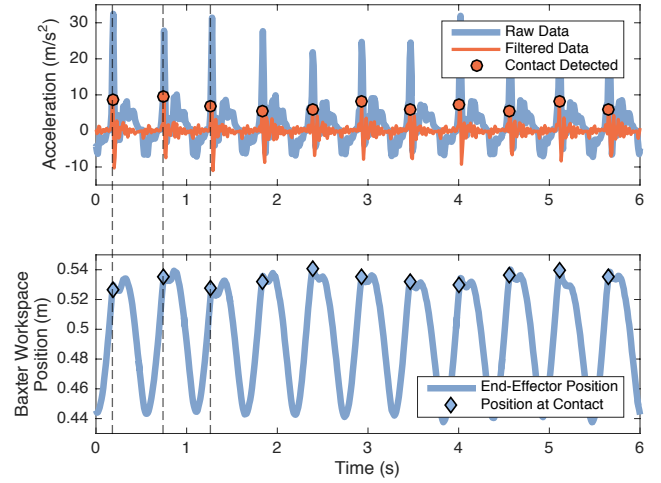 30
20
10
0
-10
Acceleration (m/s²)
Raw Data
Filtered Data
Contact Detected
0 1 2 3 4 5 6
Time (s)
0.54
0.52
0.5
0.48
0.46
0.44
Baxter Workspace
Position (m)
End-Effector Position
Position at Contact
0 1 2 3 4 5 6
Time (s)